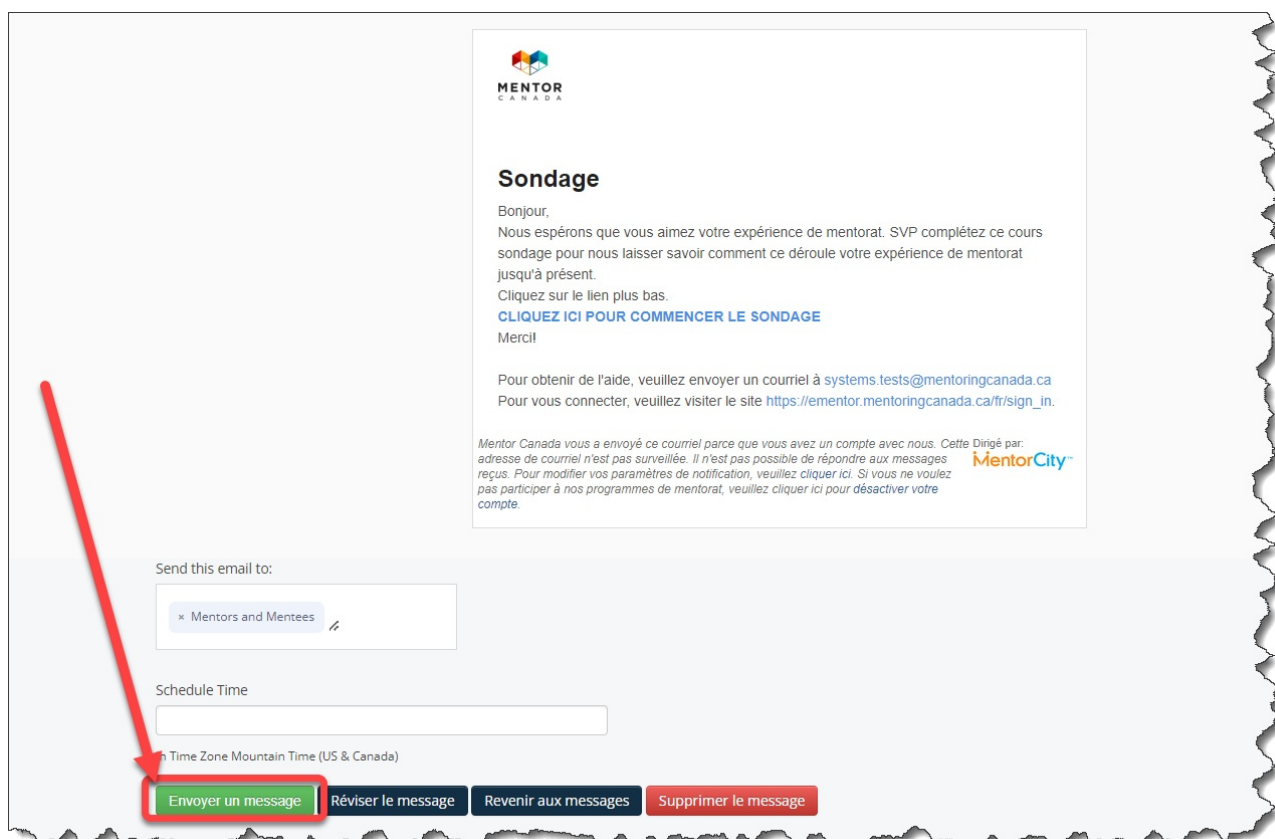 MENTOR
CANADA
Sondage
Bonjour,
Nous espérons que vous aimez votre expérience de mentorat. SVP complétez ce cours
sondage pour nous laisser savoir comment ce déroule votre expérience de mentorat
jusqu'à présent.
Cliquez sur le lien plus bas.
CLIQUEZ ICI POUR COMMENCER LE SONDAGE
Merci!
Pour obtenir de l'aide, veuillez envoyer un courriel à systems.tests@mentoringcanada.ca
Pour vous connecter, veuillez visiter le site https://ementor.mentoringcanada.ca/fr/sign_in.
Mentor Canada vous a envoyé ce courriel parce que vous avez un compte avec nous. Cette
adresse de courriel n'est pas surveillée. Il n'est pas possible de répondre aux messages
reçus. Pour modifier vos paramètres de notification, veuillez cliquer ici. Si vous ne voulez
pas participer à nos programmes de mentorat, veuillez cliquer ici pour désactiver votre
compte.
Dirigé par:
MentorCity™
Send this email to:
× Mentors and Mentees
Schedule Time
n Time Zone Mountain Time (US & Canada)
Envoyer un message
Réviser le message
Revenir aux messages
Supprimer le message